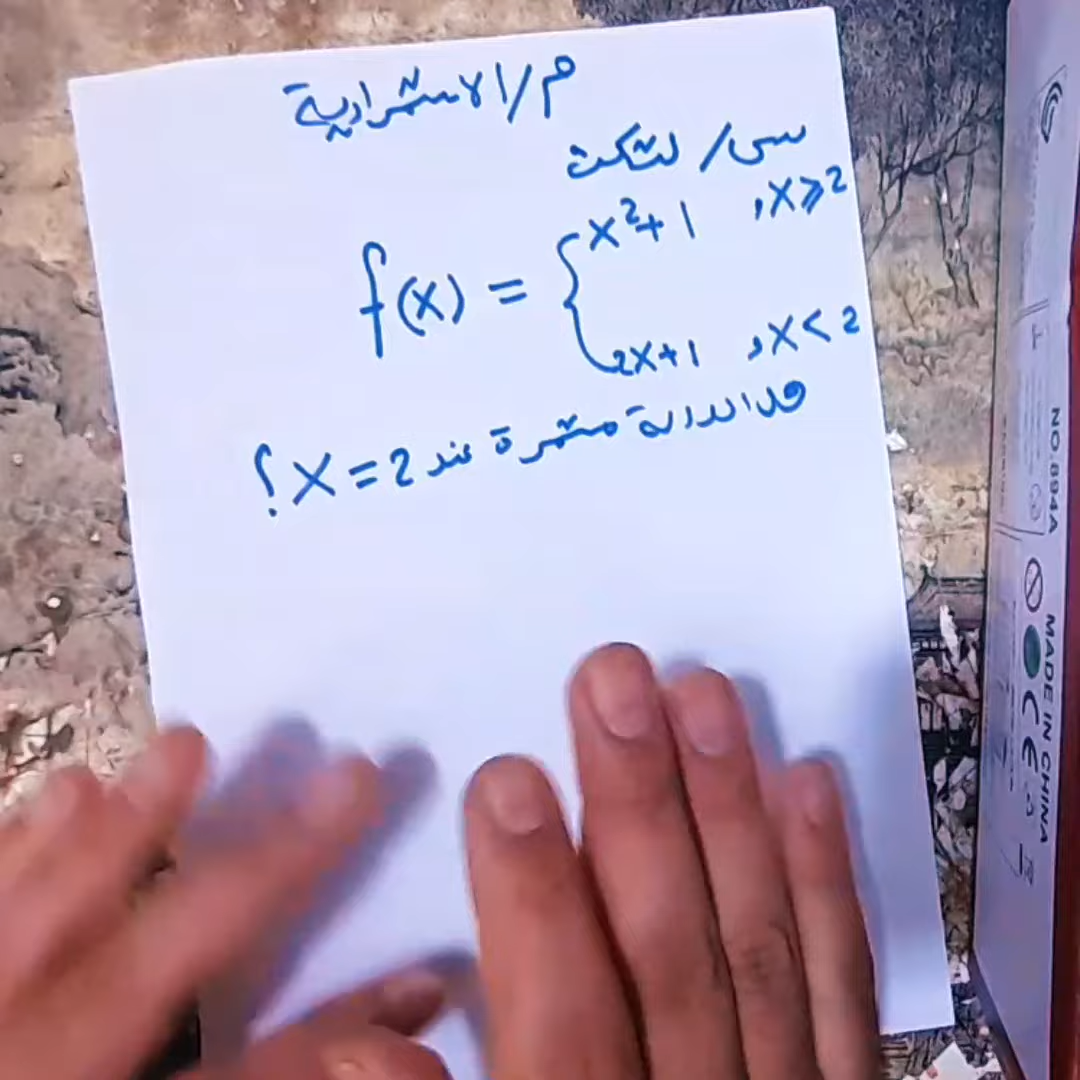 م/ الاستمرارية
س/ لتكن
f(x) = { x²+1 , x⩾2
2x+1 , x<2
هل الدالة مستمرة عند x=2 ؟
NO.894A
MADE IN CHINA